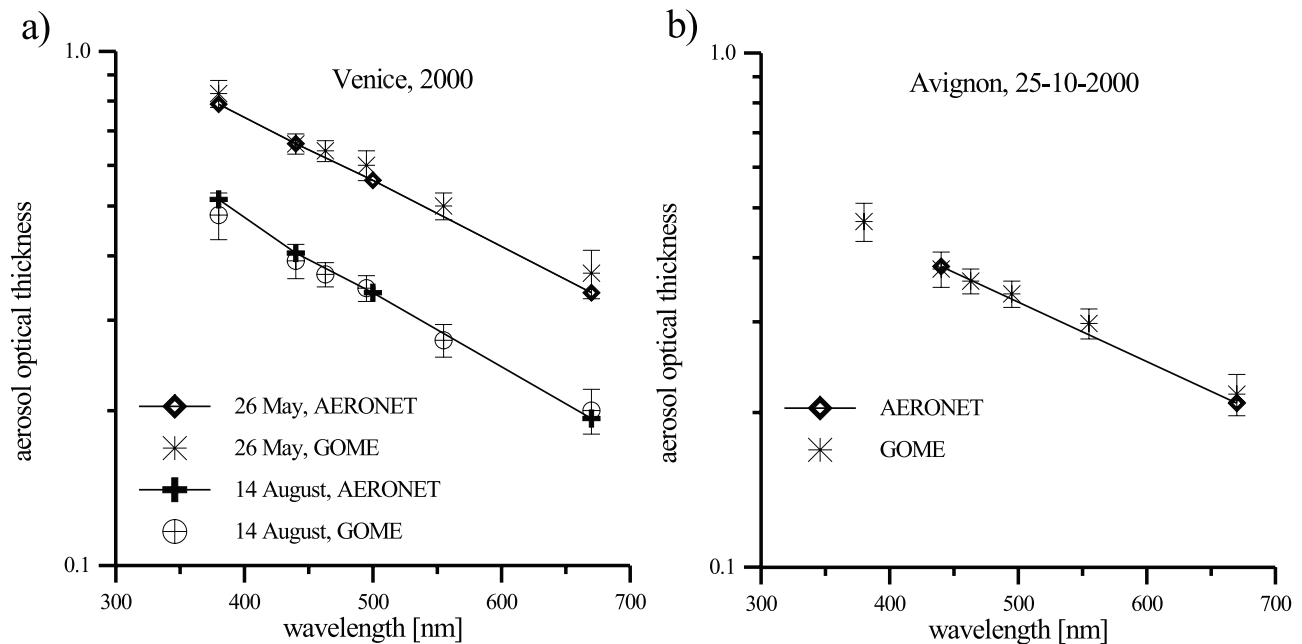 a)
Venice, 2000
1.0
aerosol optical thickness
26 May, AERONET
26 May, GOME
14 August, AERONET
14 August, GOME
0.1
300 400 500 600 700
wavelength [nm]
b)
Avignon, 25-10-2000
1.0
aerosol optical thickness
AERONET
GOME
0.1
300 400 500 600 700
wavelength [nm]